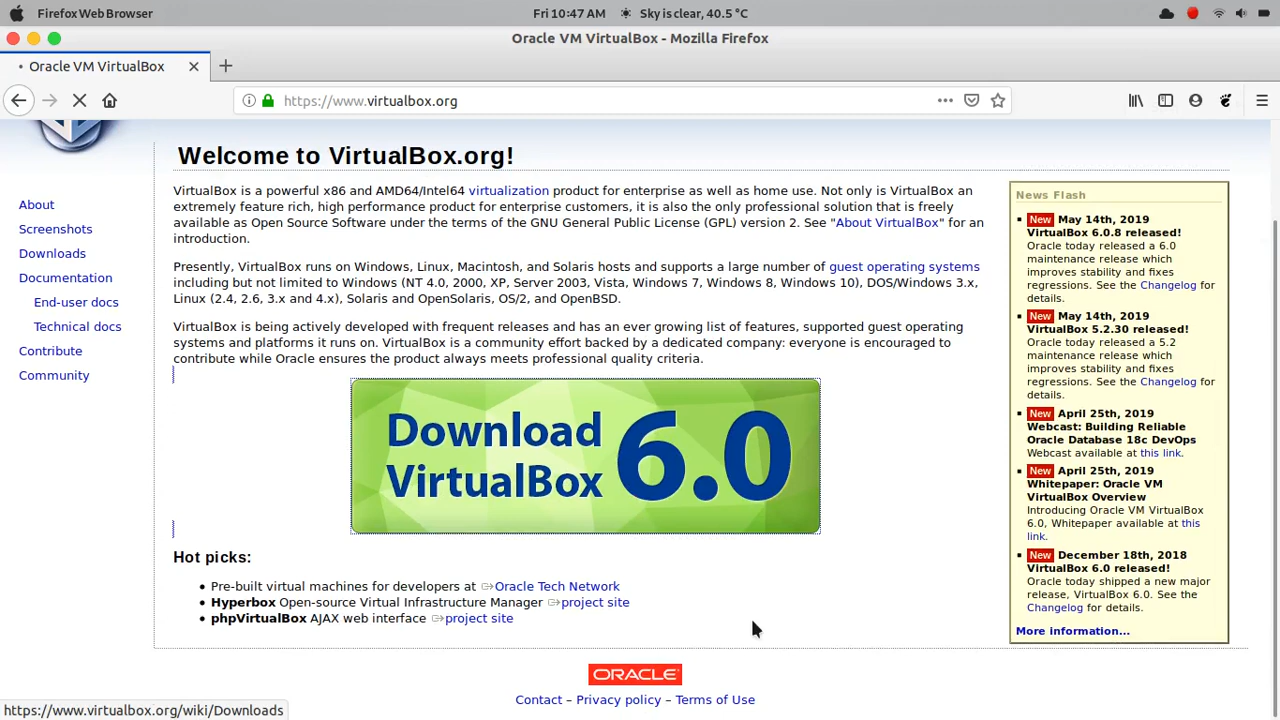 Firefox Web Browser
Fri 10:47 AM
Sky is clear, 40.5 °C
Oracle VM VirtualBox - Mozilla Firefox
Oracle VM VirtualBox
https://www.virtualbox.org
Welcome to VirtualBox.org!
VirtualBox is a powerful x86 and AMD64/Intel64 virtualization product for enterprise as well as home use. Not only is VirtualBox an
extremely feature rich, high performance product for enterprise customers, it is also the only professional solution that is freely
available as Open Source Software under the terms of the GNU General Public License (GPL) version 2. See "About VirtualBox" for an
introduction.
Presently, VirtualBox runs on Windows, Linux, Macintosh, and Solaris hosts and supports a large number of guest operating systems
including but not limited to Windows (NT 4.0, 2000, XP, Server 2003, Vista, Windows 7, Windows 8, Windows 10), DOS/Windows 3.x,
Linux (2.4, 2.6, 3.x and 4.x), Solaris and OpenSolaris, OS/2, and OpenBSD.
VirtualBox is being actively developed with frequent releases and has an ever growing list of features, supported guest operating
systems and platforms it runs on. VirtualBox is a community effort backed by a dedicated company: everyone is encouraged to
contribute while Oracle ensures the product always meets professional quality criteria.
About
Screenshots
Downloads
Documentation
End-user docs
Technical docs
Contribute
Community
Download
VirtualBox
6.0
Hot picks:
Pre-built virtual machines for developers at Oracle Tech Network
Hyperbox Open-source Virtual Infrastructure Manager project site
phpVirtualBox AJAX web interface project site
News Flash
New May 14th, 2019
VirtualBox 6.0.8 released!
Oracle today released a 6.0
maintenance release which
improves stability and fixes
regressions. See the Changelog for
details.
New May 14th, 2019
VirtualBox 5.2.30 released!
Oracle today released a 5.2
maintenance release which
improves stability and fixes
regressions. See the Changelog for
details.
New April 25th, 2019
Webcast: Building Reliable
Oracle Database 18c DevOps
Webcast available at this link.
New April 25th, 2019
Whitepaper: Oracle VM
VirtualBox Overview
Introducing Oracle VM VirtualBox
6.0, Whitepaper available at this
link.
New December 18th, 2018
VirtualBox 6.0 released!
Oracle today shipped a new major
release, VirtualBox 6.0. See the
Changelog for details.
More information...
ORACLE
Contact – Privacy policy – Terms of Use
https://www.virtualbox.org/wiki/Downloads